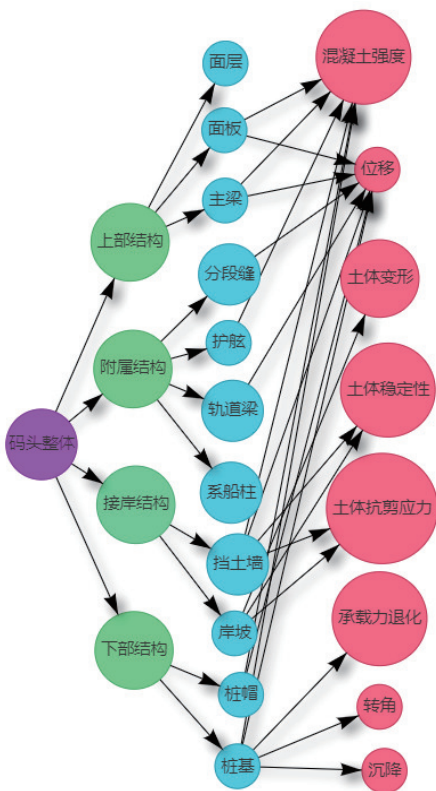 码头整体
上部结构
附属结构
接岸结构
下部结构
面层
面板
主梁
分段缝
护舷
轨道梁
系船柱
挡土墙
岸坡
桩帽
桩基
混凝土强度
位移
土体变形
土体稳定性
土体抗剪应力
承载力退化
转角
沉降